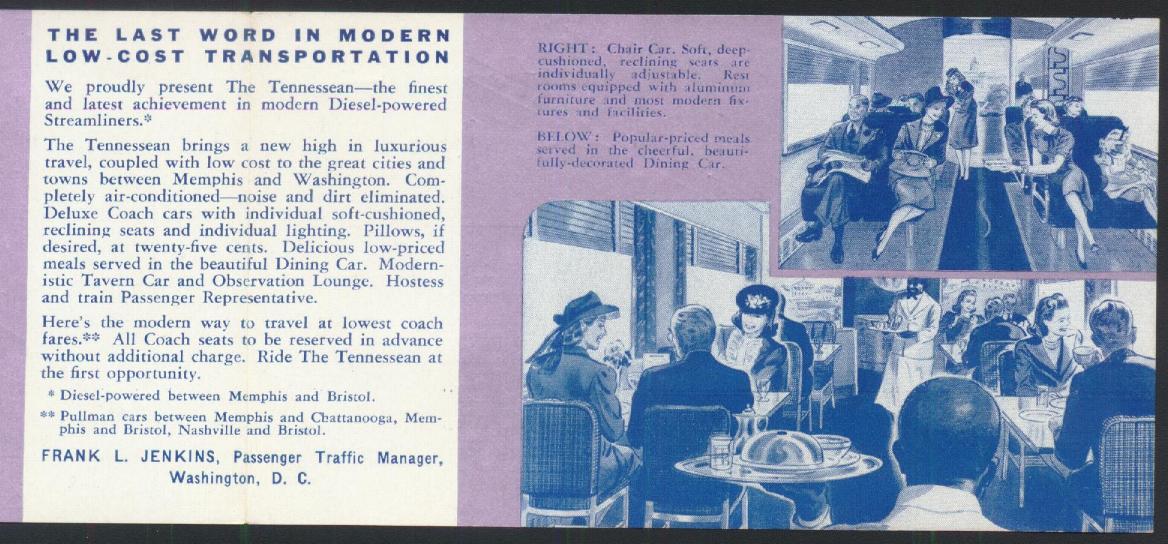 THE LAST WORD IN MODERN
LOW-COST TRANSPORTATION
We proudly present The Tennessean—the finest
and latest achievement in modern Diesel-powered
Streamliners.*
The Tennessean brings a new high in luxurious
travel, coupled with low cost to the great cities and
towns between Memphis and Washington. Com-
pletely air-conditioned—noise and dirt eliminated.
Deluxe Coach cars with individual soft-cushioned,
reclining seats and individual lighting. Pillows, if
desired, at twenty-five cents. Delicious low-priced
meals served in the beautiful Dining Car. Modern-
istic Tavern Car and Observation Lounge. Hostess
and train Passenger Representative.
Here's the modern way to travel at lowest coach
fares.** All Coach seats to be reserved in advance
without additional charge. Ride The Tennessean at
the first opportunity.
* Diesel-powered between Memphis and Bristol.
** Pullman cars between Memphis and Chattanooga, Mem-
phis and Bristol, Nashville and Bristol.
FRANK L. JENKINS, Passenger Traffic Manager,
Washington, D. C.
RIGHT: Chair Car. Soft, deep-
cushioned, reclining seats are
individually adjustable. Rest
rooms equipped with aluminum
furniture and most modern fix-
tures and facilities.
BELOW: Popular-priced meals
served in the cheerful, beauti-
fully-decorated Dining Car.